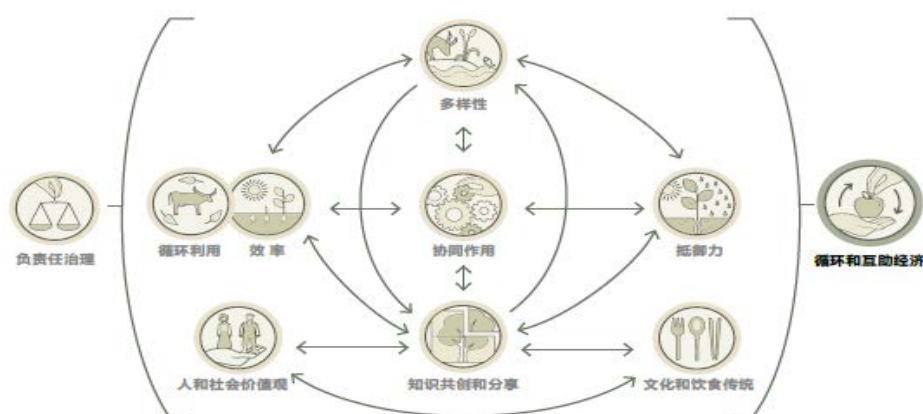 多样性
循环利用
效率
协同作用
抵御力
负责任治理
循环和互助经济
人和社会价值观
知识共创和分享
文化和饮食传统